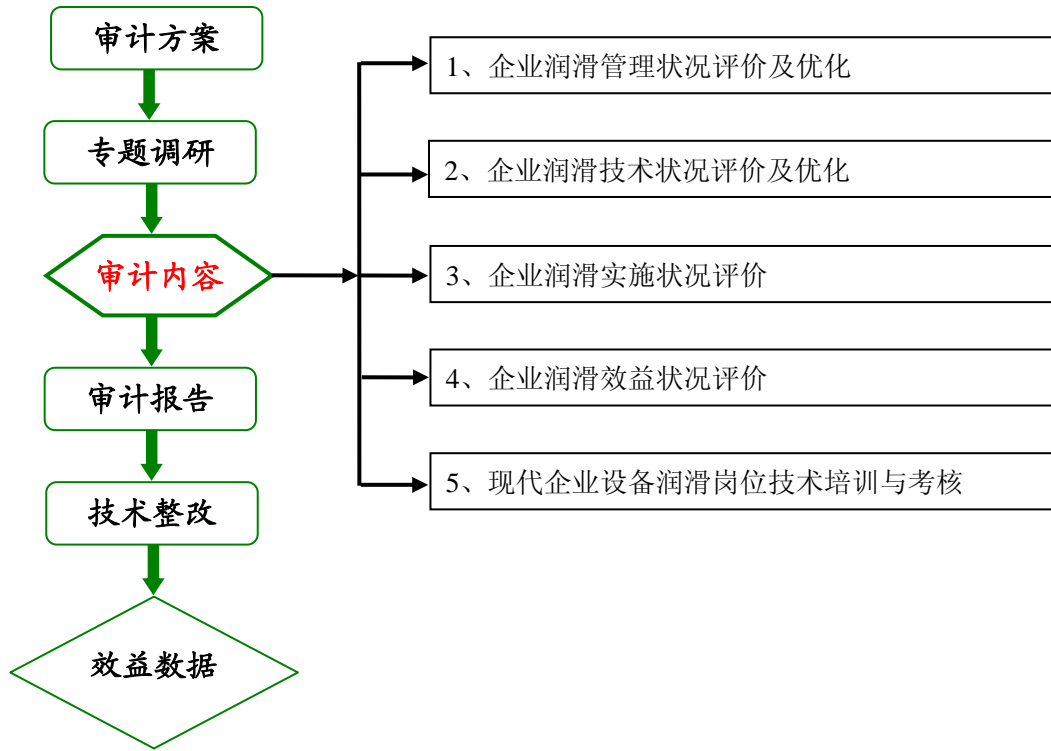 审计方案
专题调研
审计内容
审计报告
技术整改
效益数据
1、企业润滑管理状况评价及优化
2、企业润滑技术状况评价及优化
3、企业润滑实施状况评价
4、企业润滑效益状况评价
5、现代企业设备润滑岗位技术培训与考核